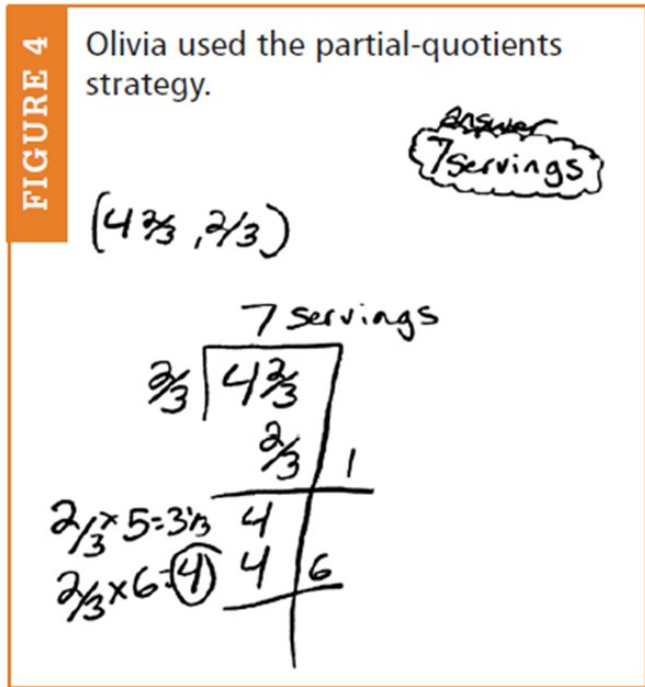 FIGURE 4
Olivia used the partial-quotients
strategy.
answer
7 servings
(4 2/3, 2/3)
7 servings
2/3 4 2/3
2/3 1
2/3 × 5 = 3 1/3 4
2/3 × 6 = 4 4 6